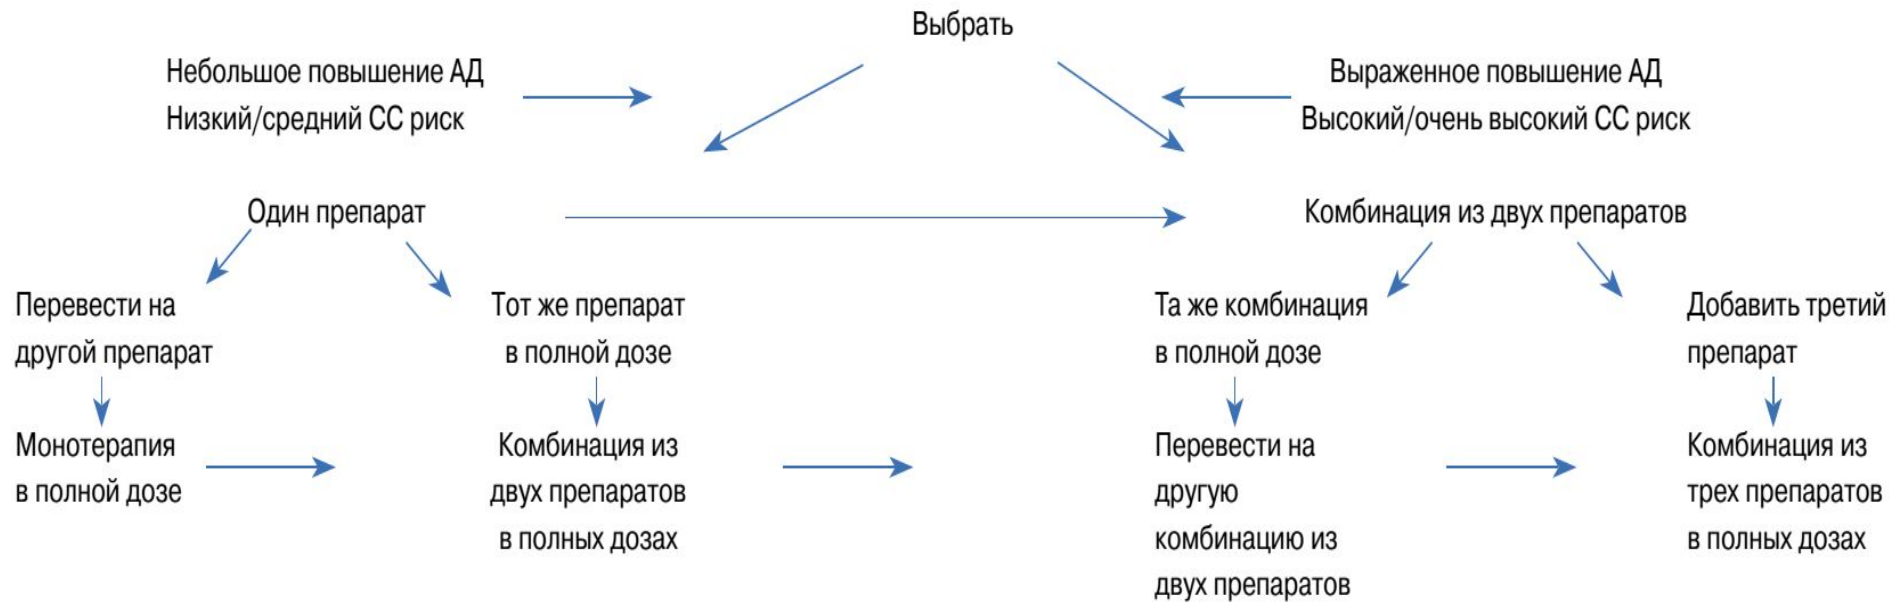 Выбрать
Небольшое повышение АД
Низкий/средний СС риск
Выраженное повышение АД
Высокий/очень высокий СС риск
Один препарат
Комбинация из двух препаратов
Перевести на
другой препарат
Тот же препарат
в полной дозе
Та же комбинация
в полной дозе
Добавить третий
препарат
Монотерапия
в полной дозе
Комбинация из
двух препаратов
в полных дозах
Перевести на
другую
комбинацию из
двух препаратов
Комбинация из
трех препаратов
в полных дозах